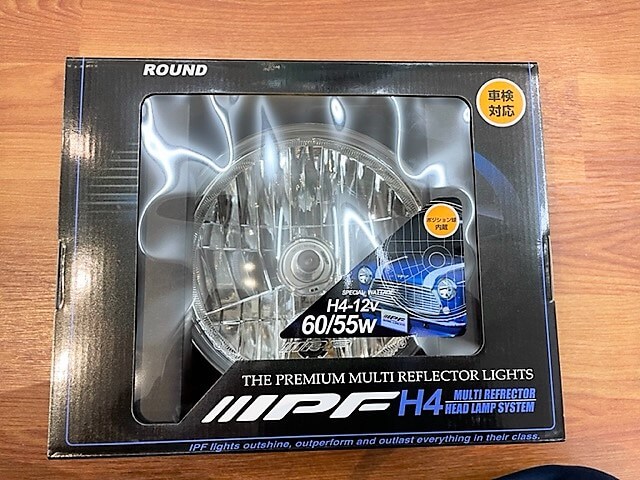 ROUND
車検
対応
ポジション球
内蔵
H4-12v
60/55w
THE PREMIUM MULTI REFLECTOR LIGHTS
IPF H4 MULTI REFRECTOR
HEAD LAMP SYSTEM
IPF lights outshine, outperform and outlast everything in their class.